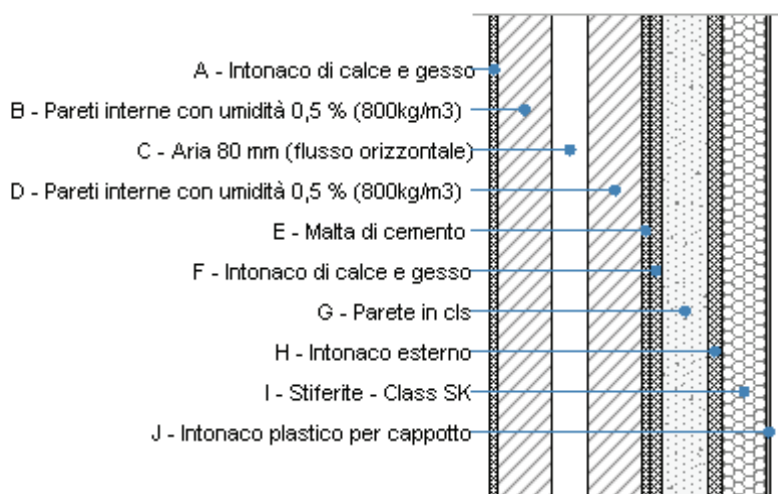 A - Intonaco di calce e gesso
B - Pareti interne con umidità 0,5 % (800kg/m3)
C - Aria 80 mm (flusso orizzontale)
D - Pareti interne con umidità 0,5 % (800kg/m3)
E - Malta di cemento
F - Intonaco di calce e gesso
G - Parete in cls
H - Intonaco esterno
I - Stiferite - Class SK
J - Intonaco plastico per cappotto